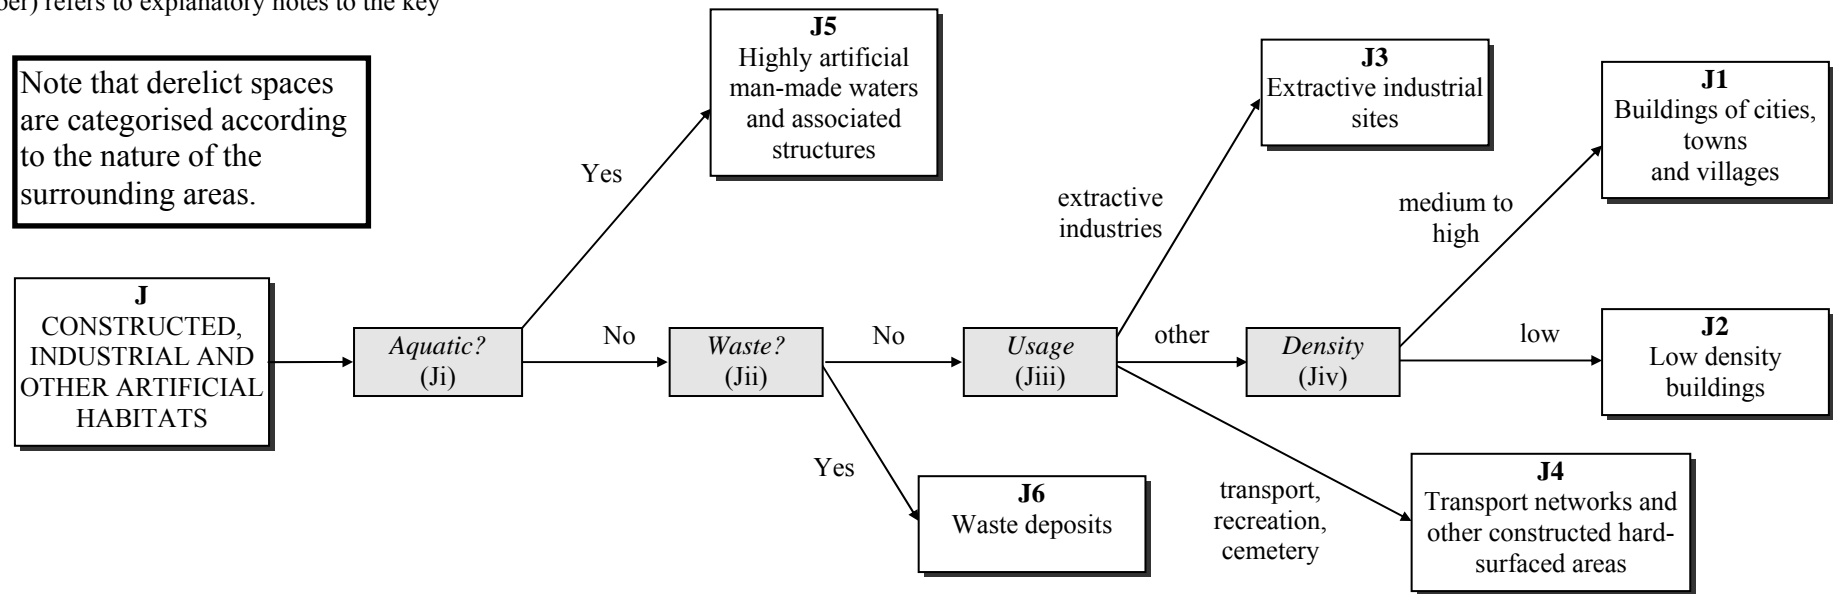 refers to explanatory notes to the key
Note that derelict spaces
are categorised according
to the nature of the
surrounding areas.
J
CONSTRUCTED,
INDUSTRIAL AND
OTHER ARTIFICIAL
HABITATS
Aquatic?
(Ji)
Yes
J5
Highly artificial
man-made waters
and associated
structures
No
Waste?
(Jii)
Yes
J6
Waste deposits
No
Usage
(Jiii)
extractive
industries
J3
Extractive industrial
sites
other
transport,
recreation,
cemetery
J4
Transport networks and
other constructed hard-
surfaced areas
Density
(Jiv)
medium to
high
J1
Buildings of cities,
towns
and villages
low
J2
Low density
buildings